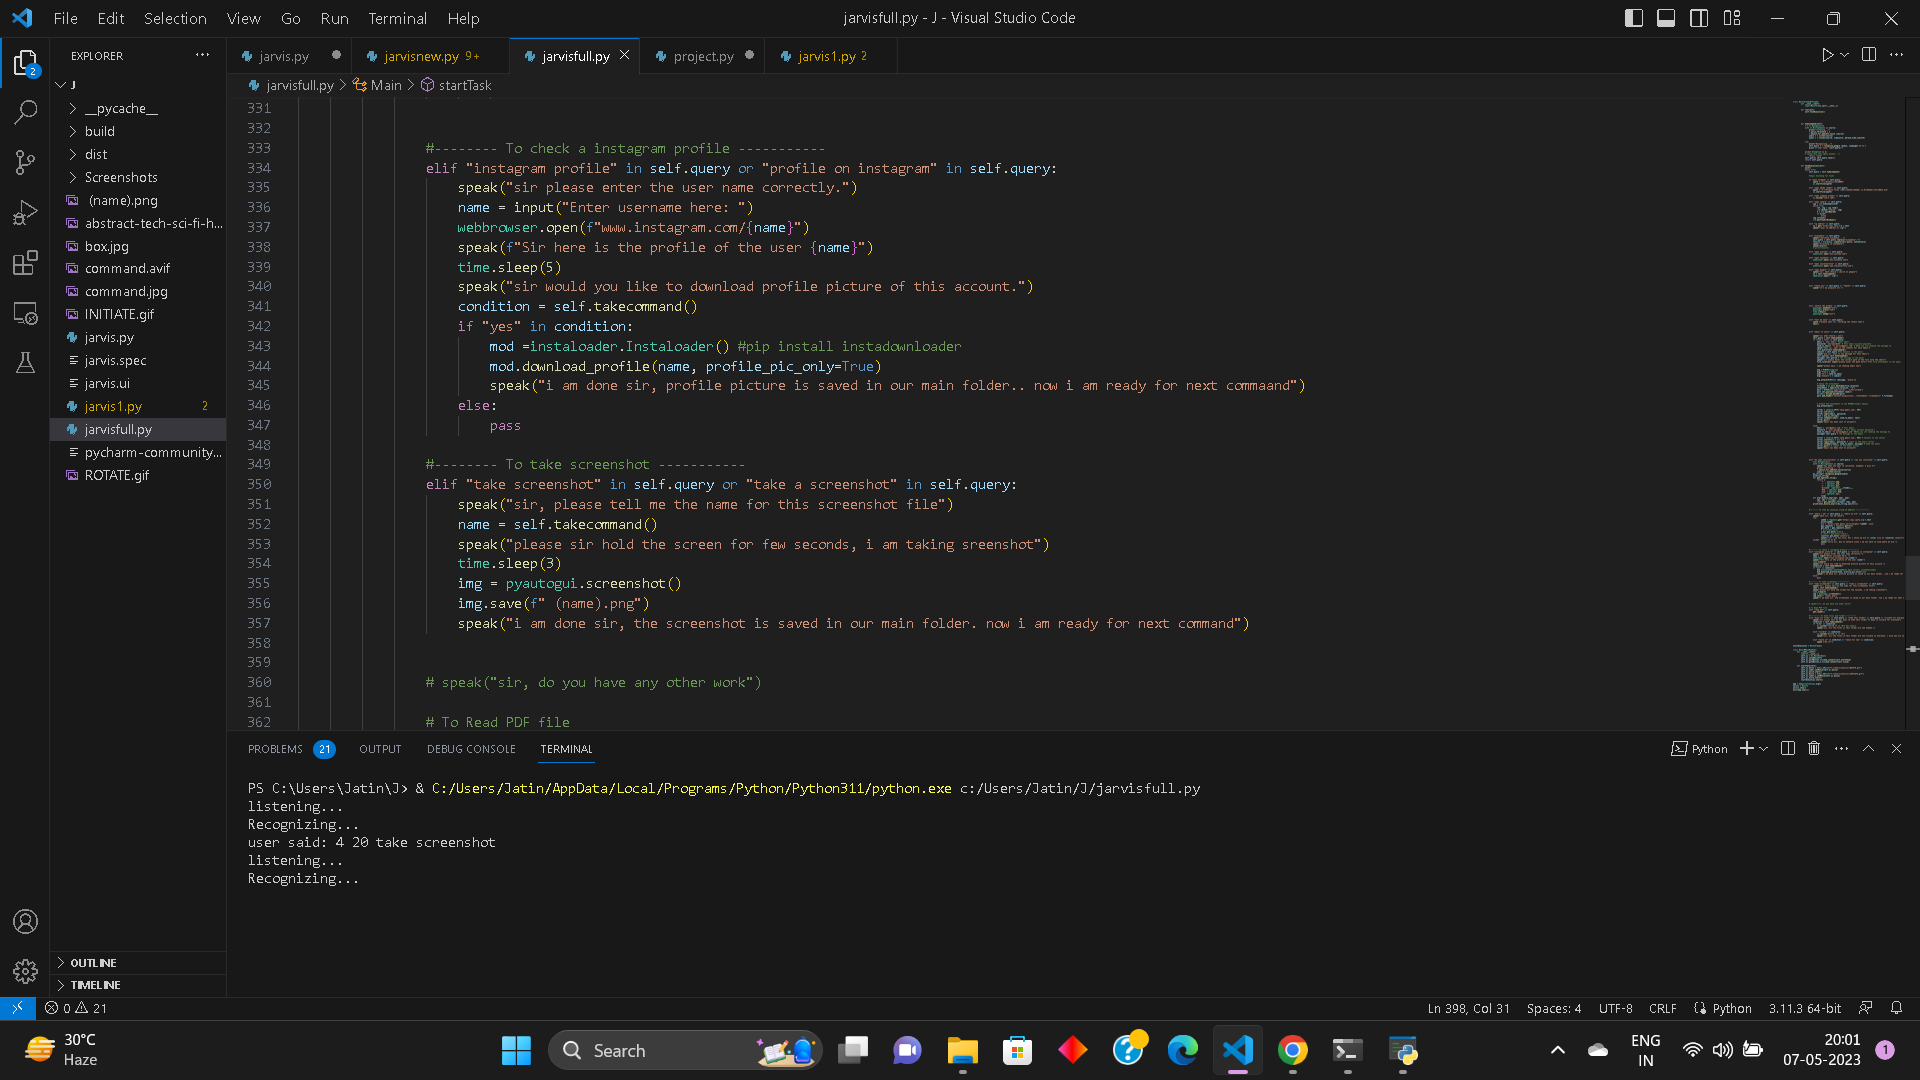 File Edit Selection View Go Run Terminal Help
jarvisfull.py - J - Visual Studio Code
EXPLORER
jarvis.py
jarvisnew.py 9+
jarvisfull.py
project.py
jarvis1.py 2
jarvisfull.py > Main > startTask
2
J
__pycache__
build
dist
Screenshots
(name).png
abstract-tech-sci-fi-h...
box.jpg
command.avif
command.jpg
INITIATE.gif
jarvis.py
jarvis.spec
jarvis.ui
jarvis1.py 2
jarvisfull.py
pycharm-community...
ROTATE.gif
OUTLINE
TIMELINE
331
332
333 #-------- To check a instagram profile -----------
334 elif "instagram profile" in self.query or "profile on instagram" in self.query:
335 speak("sir please enter the user name correctly.")
336 name = input("Enter username here: ")
337 webbrowser.open(f"www.instagram.com/{name}")
338 speak(f"Sir here is the profile of the user {name}")
339 time.sleep(5)
340 speak("sir would you like to download profile picture of this account.")
341 condition = self.takecommand()
342 if "yes" in condition:
343 mod =instaloader.Instaloader() #pip install instadownloader
344 mod.download_profile(name, profile_pic_only=True)
345 speak("i am done sir, profile picture is saved in our main folder.. now i am ready for next commaand")
346 else:
347 pass
348
349 #-------- To take screenshot -----------
350 elif "take screenshot" in self.query or "take a screenshot" in self.query:
351 speak("sir, please tell me the name for this screenshot file")
352 name = self.takecommand()
353 speak("please sir hold the screen for few seconds, i am taking sreenshot")
354 time.sleep(3)
355 img = pyautogui.screenshot()
356 img.save(f" (name).png")
357 speak("i am done sir, the screenshot is saved in our main folder. now i am ready for next command")
358
359
360 # speak("sir, do you have any other work")
361
362 # To Read PDF file
PROBLEMS 21 OUTPUT DEBUG CONSOLE TERMINAL
Python
PS C:\Users\Jatin\J> & C:/Users/Jatin/AppData/Local/Programs/Python/Python311/python.exe c:/Users/Jatin/J/jarvisfull.py
listening...
Recognizing...
user said: 4 20 take screenshot
listening...
Recognizing...
0 21
Ln 398, Col 31 Spaces: 4 UTF-8 CRLF Python 3.11.3 64-bit
30°C
Haze
Search
ENG
IN
20:01
07-05-2023
1